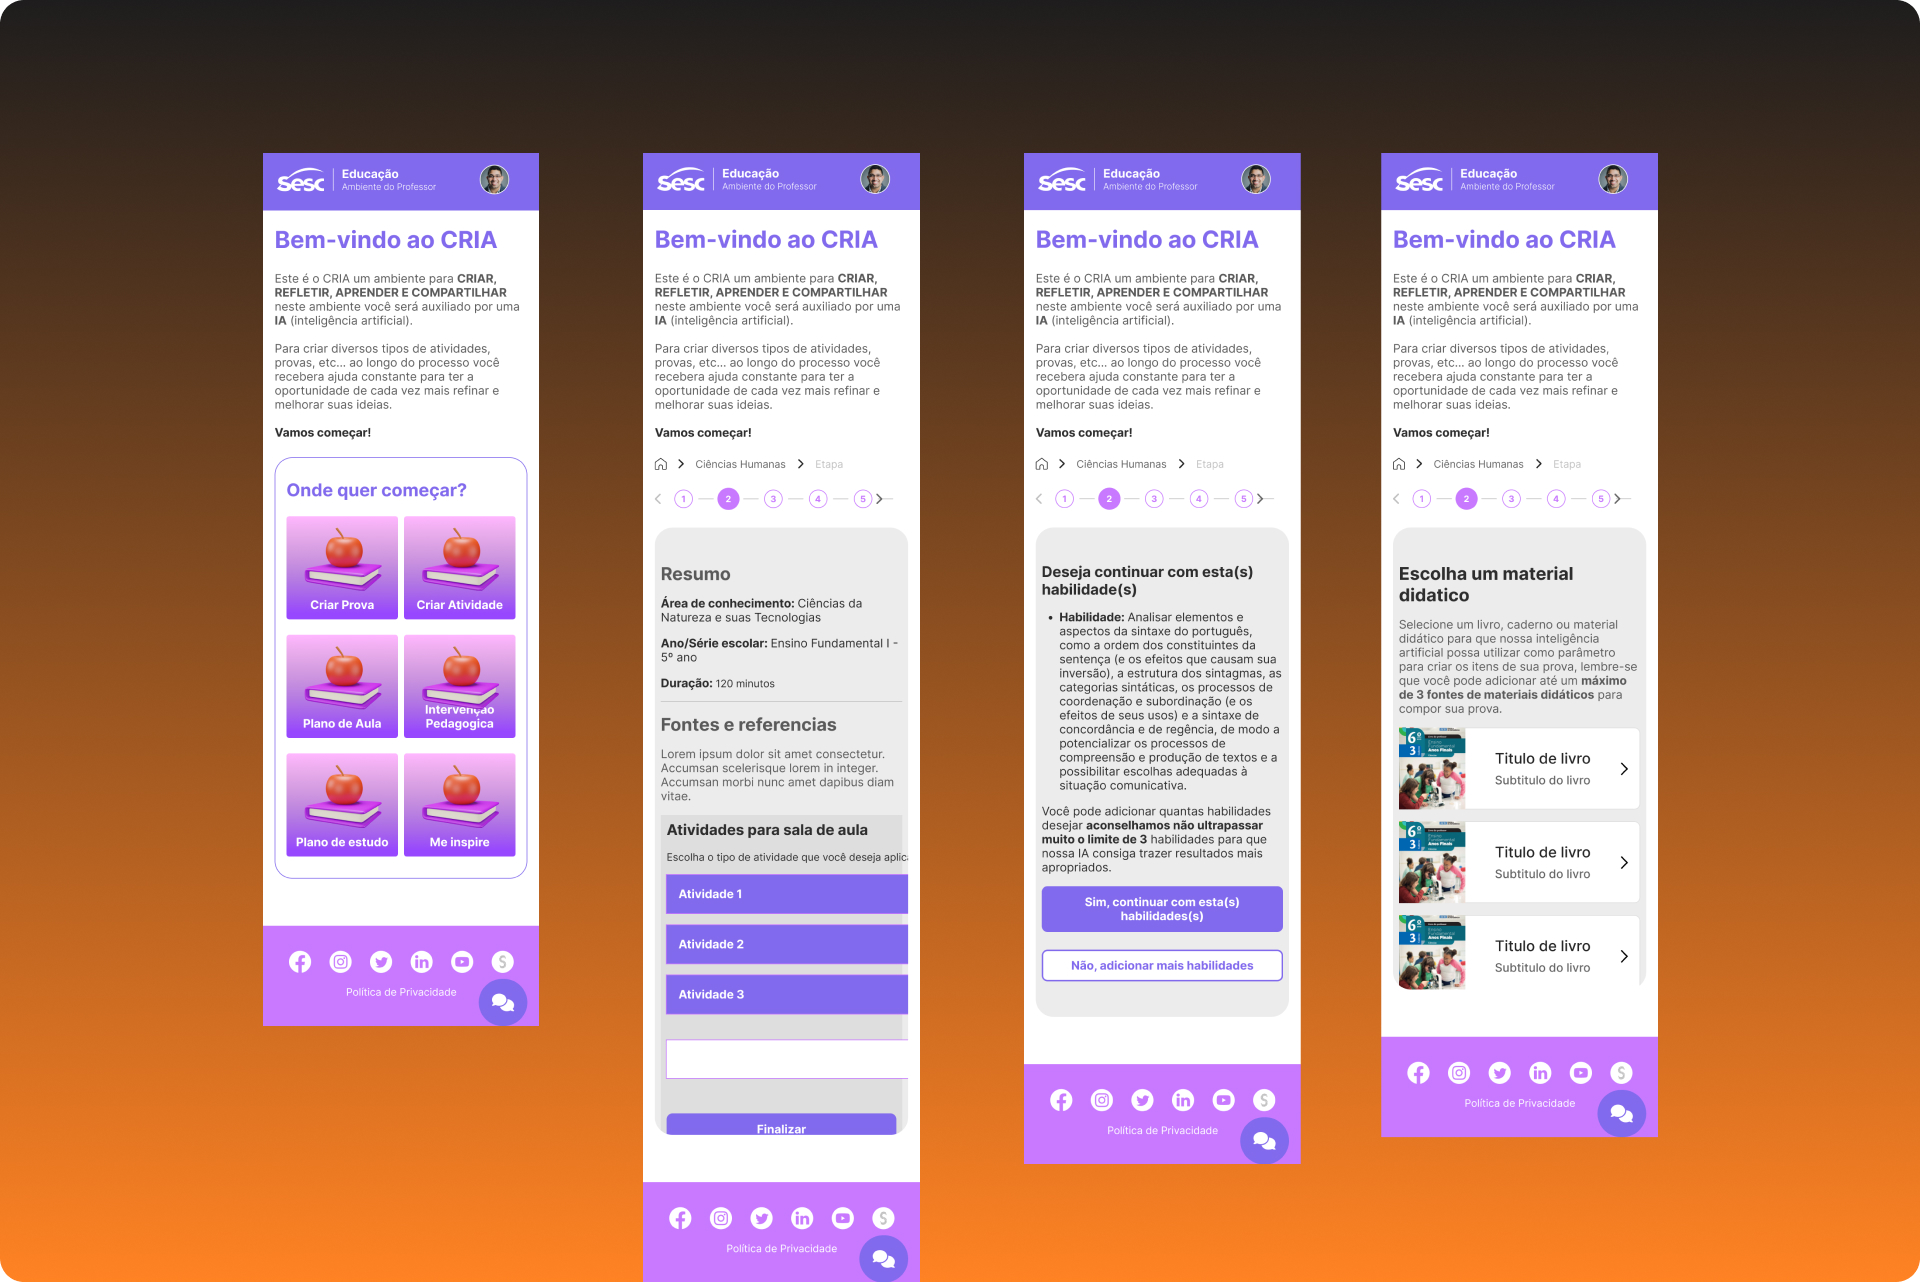 Sesc
Educação
Ambiente do Professor
Bem-vindo ao CRIA
Este é o CRIA um ambiente para CRIAR,
REFLETIR, APRENDER E COMPARTILHAR
neste ambiente você será auxiliado por uma
IA (inteligência artificial).
Para criar diversos tipos de atividades,
provas, etc... ao longo do processo você
recebera ajuda constante para ter a
oportunidade de cada vez mais refinar e
melhorar suas ideias.
Vamos começar!
Onde quer começar?
Criar Prova
Criar Atividade
Plano de Aula
Intervenção
Pedagogica
Plano de estudo
Me inspire
Política de Privacidade
Sesc
Educação
Ambiente do Professor
Bem-vindo ao CRIA
Este é o CRIA um ambiente para CRIAR,
REFLETIR, APRENDER E COMPARTILHAR
neste ambiente você será auxiliado por uma
IA (inteligência artificial).
Para criar diversos tipos de atividades,
provas, etc... ao longo do processo você
recebera ajuda constante para ter a
oportunidade de cada vez mais refinar e
melhorar suas ideias.
Vamos começar!
Ciências Humanas
Etapa
1 2 3 4 5
Resumo
Área de conhecimento: Ciências da
Natureza e suas Tecnologias
Ano/Série escolar: Ensino Fundamental I -
5º ano
Duração: 120 minutos
Fontes e referencias
Lorem ipsum dolor sit amet consectetur.
Accumsan scelerisque lorem in integer.
Accumsan morbi nunc amet dapibus diam
vitae.
Atividades para sala de aula
Escolha o tipo de atividade que você deseja aplic
Atividade 1
Atividade 2
Atividade 3
Finalizar
Política de Privacidade
Sesc
Educação
Ambiente do Professor
Bem-vindo ao CRIA
Este é o CRIA um ambiente para CRIAR,
REFLETIR, APRENDER E COMPARTILHAR
neste ambiente você será auxiliado por uma
IA (inteligência artificial).
Para criar diversos tipos de atividades,
provas, etc... ao longo do processo você
recebera ajuda constante para ter a
oportunidade de cada vez mais refinar e
melhorar suas ideias.
Vamos começar!
Ciências Humanas
Etapa
1 2 3 4 5
Deseja continuar com esta(s)
habilidade(s)
• Habilidade: Analisar elementos e
aspectos da sintaxe do português,
como a ordem dos constituintes da
sentença (e os efeitos que causam sua
inversão), a estrutura dos sintagmas, as
categorias sintáticas, os processos de
coordenação e subordinação (e os
efeitos de seus usos) e a sintaxe de
concordância e de regência, de modo a
potencializar os processos de
compreensão e produção de textos e a
possibilitar escolhas adequadas à
situação comunicativa.
Você pode adicionar quantas habilidades
desejar aconselhamos não ultrapassar
muito o limite de 3 habilidades para que
nossa IA consiga trazer resultados mais
apropriados.
Sim, continuar com esta(s)
habilidades(s)
Não, adicionar mais habilidades
Política de Privacidade
Sesc
Educação
Ambiente do Professor
Bem-vindo ao CRIA
Este é o CRIA um ambiente para CRIAR,
REFLETIR, APRENDER E COMPARTILHAR
neste ambiente você será auxiliado por uma
IA (inteligência artificial).
Para criar diversos tipos de atividades,
provas, etc... ao longo do processo você
recebera ajuda constante para ter a
oportunidade de cada vez mais refinar e
melhorar suas ideias.
Vamos começar!
Ciências Humanas
Etapa
1 2 3 4 5
Escolha um material
didatico
Selecione um livro, caderno ou material
didático para que nossa inteligência
artificial possa utilizar como parâmetro
para criar os itens de sua prova, lembre-se
que você pode adicionar até um máximo
de 3 fontes de materiais didáticos para
compor sua prova.
6º
3
Ensino
Fundamental
Anos Finais
Titulo de livro
Subtitulo do livro
6º
3
Ensino
Fundamental
Anos Finais
Titulo de livro
Subtitulo do livro
6º
3
Ensino
Fundamental
Anos Finais
Titulo de livro
Subtitulo do livro
Política de Privacidade